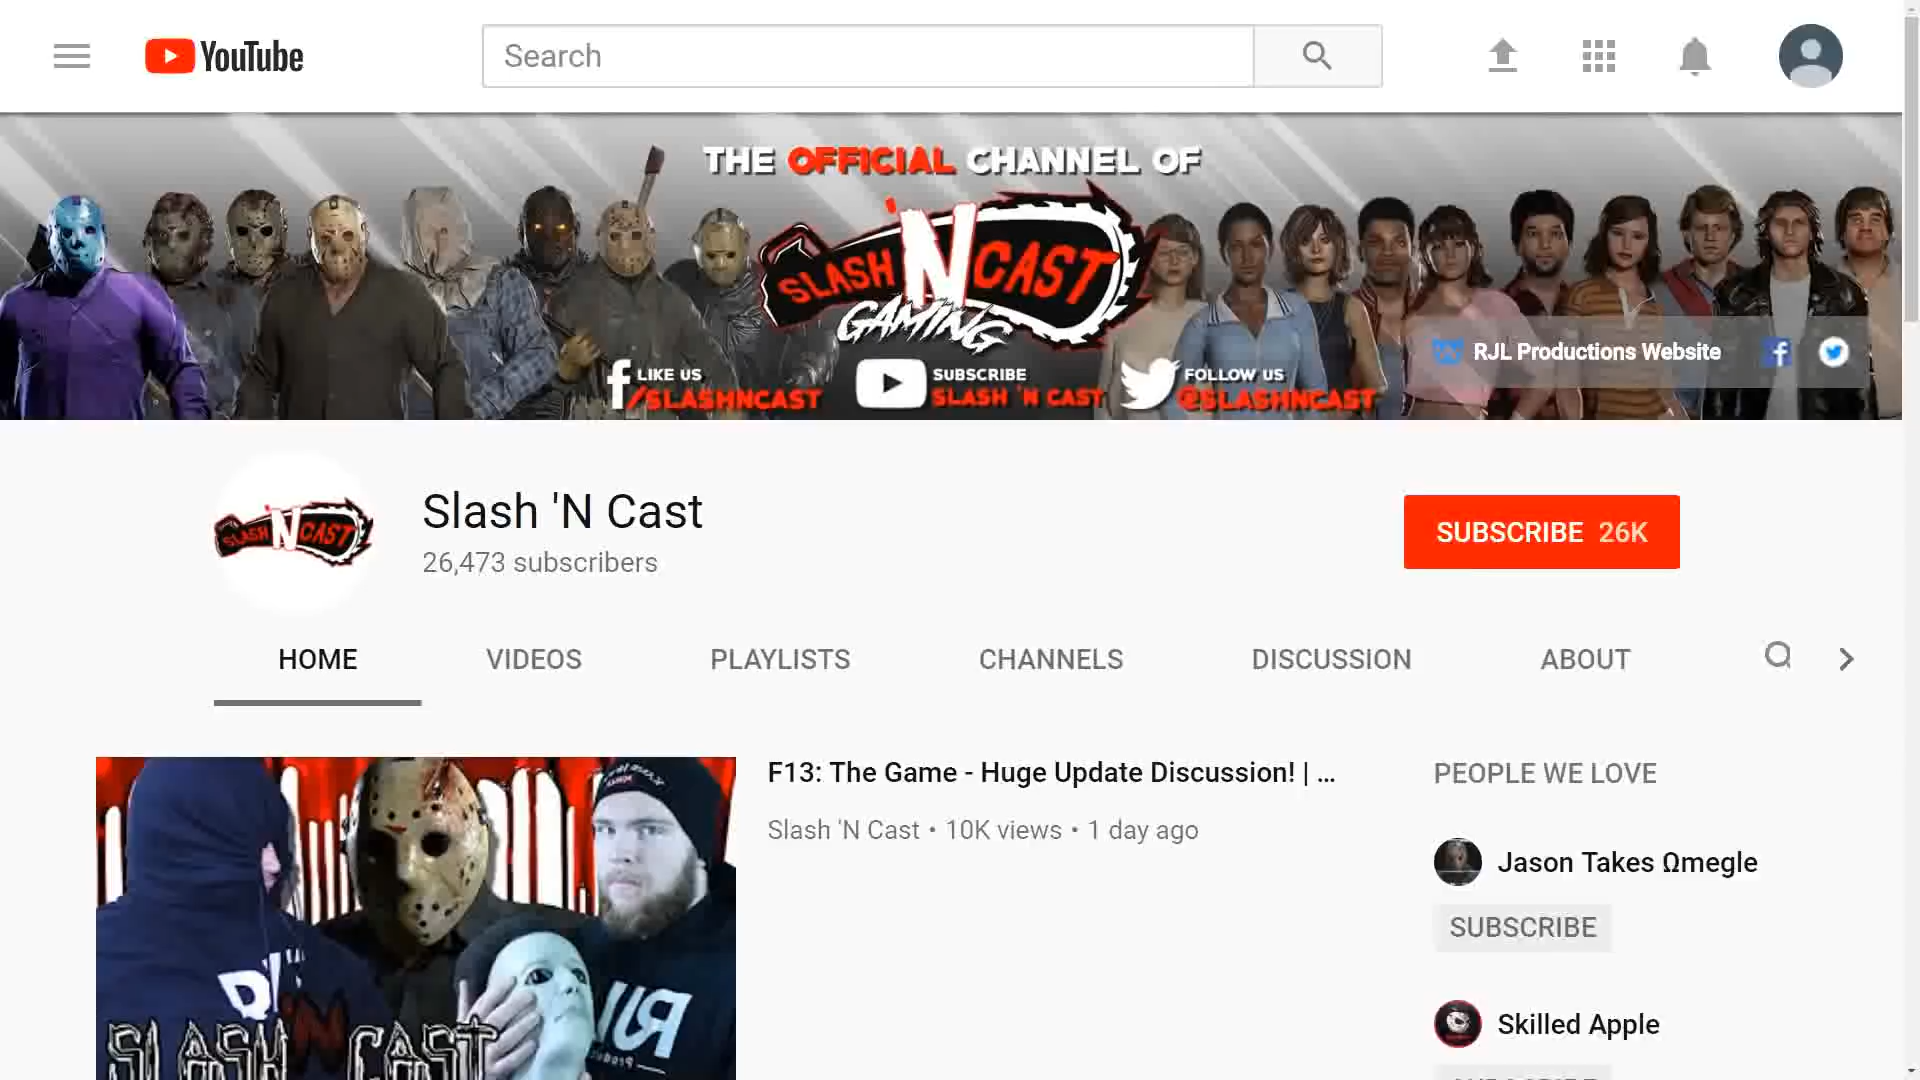 YouTube
Search
THE OFFICIAL CHANNEL OF
SLASH 'N CAST
GAMING
LIKE US
/SLASHNCAST
SUBSCRIBE
SLASH 'N CAST
FOLLOW US
@SLASHNCAST
RJL Productions Website
SLASH 'N CAST
Slash 'N Cast
26,473 subscribers
SUBSCRIBE 26K
HOME VIDEOS PLAYLISTS CHANNELS DISCUSSION ABOUT
F13: The Game - Huge Update Discussion! | ...
Slash 'N Cast • 10K views • 1 day ago
SLASH 'N CAST
PEOPLE WE LOVE
Jason Takes Ωmegle
SUBSCRIBE
Skilled Apple